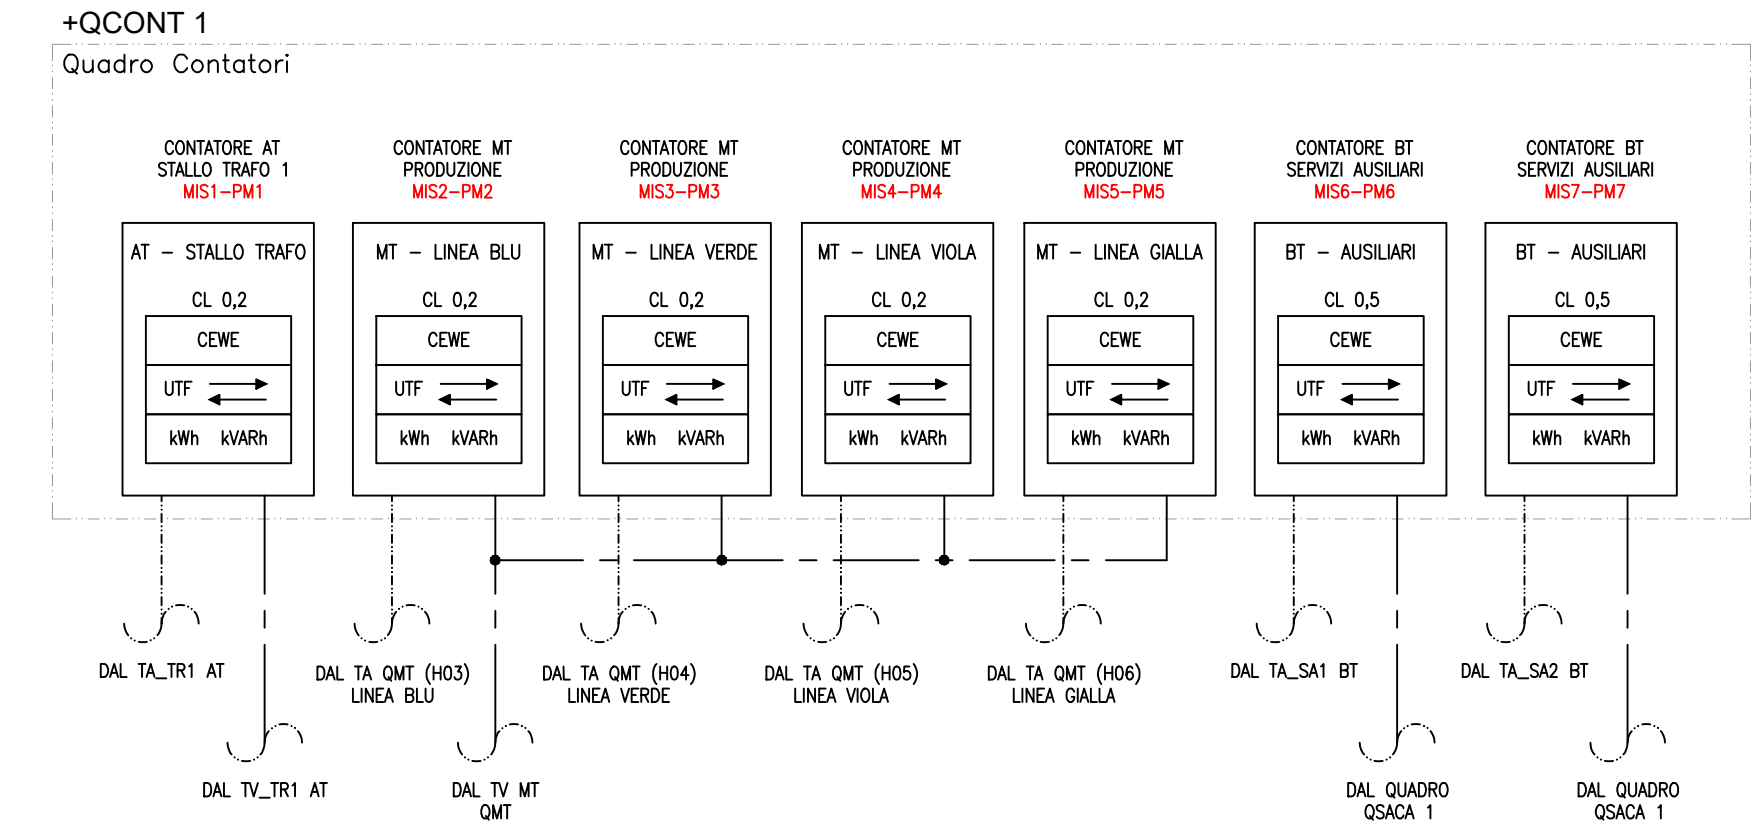 +QCONT 1
Quadro Contatori
CONTATORE AT
STALLO TRAFO 1
MIS1-PM1
CONTATORE MT
PRODUZIONE
MIS2-PM2
CONTATORE MT
PRODUZIONE
MIS3-PM3
CONTATORE MT
PRODUZIONE
MIS4-PM4
CONTATORE MT
PRODUZIONE
MIS5-PM5
CONTATORE BT
SERVIZI AUSILIARI
MIS6-PM6
CONTATORE BT
SERVIZI AUSILIARI
MIS7-PM7
AT - STALLO TRAFO
CL 0,2
CEWE
UTF
kWh kVARh
MT - LINEA BLU
CL 0,2
CEWE
UTF
kWh kVARh
MT - LINEA VERDE
CL 0,2
CEWE
UTF
kWh kVARh
MT - LINEA VIOLA
CL 0,2
CEWE
UTF
kWh kVARh
MT - LINEA GIALLA
CL 0,2
CEWE
UTF
kWh kVARh
BT - AUSILIARI
CL 0,5
CEWE
UTF
kWh kVARh
BT - AUSILIARI
CL 0,5
CEWE
UTF
kWh kVARh
DAL TA_TR1 AT
DAL TA QMT (H03)
LINEA BLU
DAL TA QMT (H04)
LINEA VERDE
DAL TA QMT (H05)
LINEA VIOLA
DAL TA QMT (H06)
LINEA GIALLA
DAL TA_SA1 BT
DAL TA_SA2 BT
DAL TV_TR1 AT
DAL TV MT
QMT
DAL QUADRO
QSACA 1
DAL QUADRO
QSACA 1